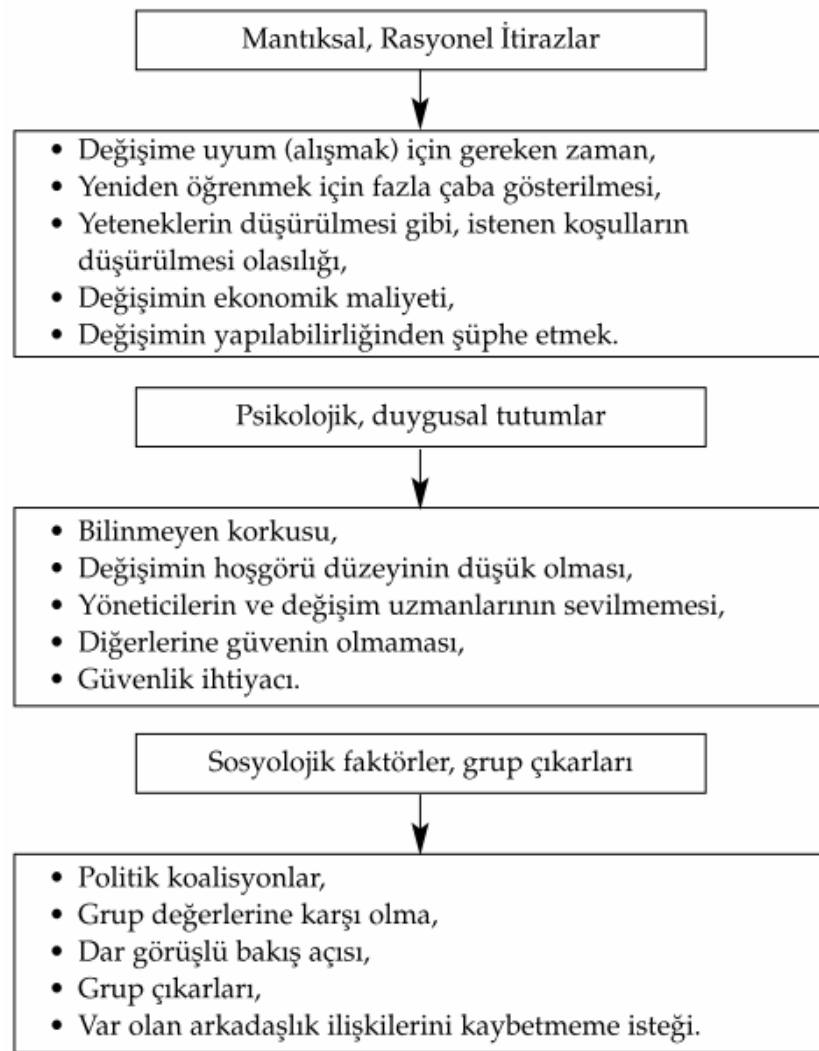 Mantıksal, Rasyonel İtirazlar
• Değişime uyum (alışmak) için gereken zaman,
• Yeniden öğrenmek için fazla çaba gösterilmesi,
• Yeteneklerin düşürülmesi gibi, istenen koşulların
düşürülmesi olasılığı,
• Değişimin ekonomik maliyeti,
• Değişimin yapılabilirliğinden şüphe etmek.
Psikolojik, duygusal tutumlar
• Bilinmeyen korkusu,
• Değişimin hoşgörü düzeyinin düşük olması,
• Yöneticilerin ve değişim uzmanlarının sevilmemesi,
• Diğerlerine güvenin olmaması,
• Güvenlik ihtiyacı.
Sosyolojik faktörler, grup çıkarları
• Politik koalisyonlar,
• Grup değerlerine karşı olma,
• Dar görüşlü bakış açısı,
• Grup çıkarları,
• Var olan arkadaşlık ilişkilerini kaybetmeme isteği.